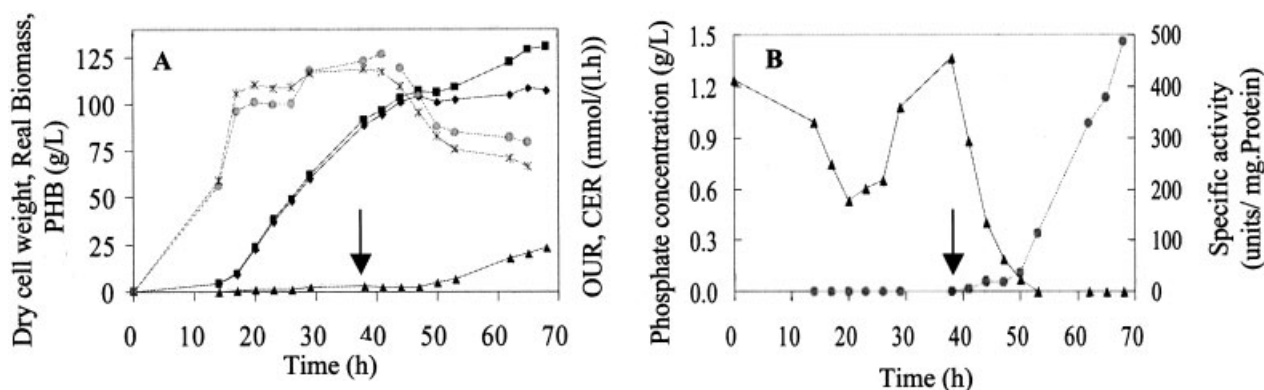 Dry cell weight, Real Biomass,
PHB (g/L)
125
100
75
50
25
0
A
0 10 20 30 40 50 60 70
Time (h)
OUR, CER (mmol/(l.h))
Phosphate concentration (g/L)
1.5
1.2
0.9
0.6
0.3
0.0
B
0 10 20 30 40 50 60 70
Time (h)
500
400
300
200
100
0
Specific activity
(units/ mg.Protein)